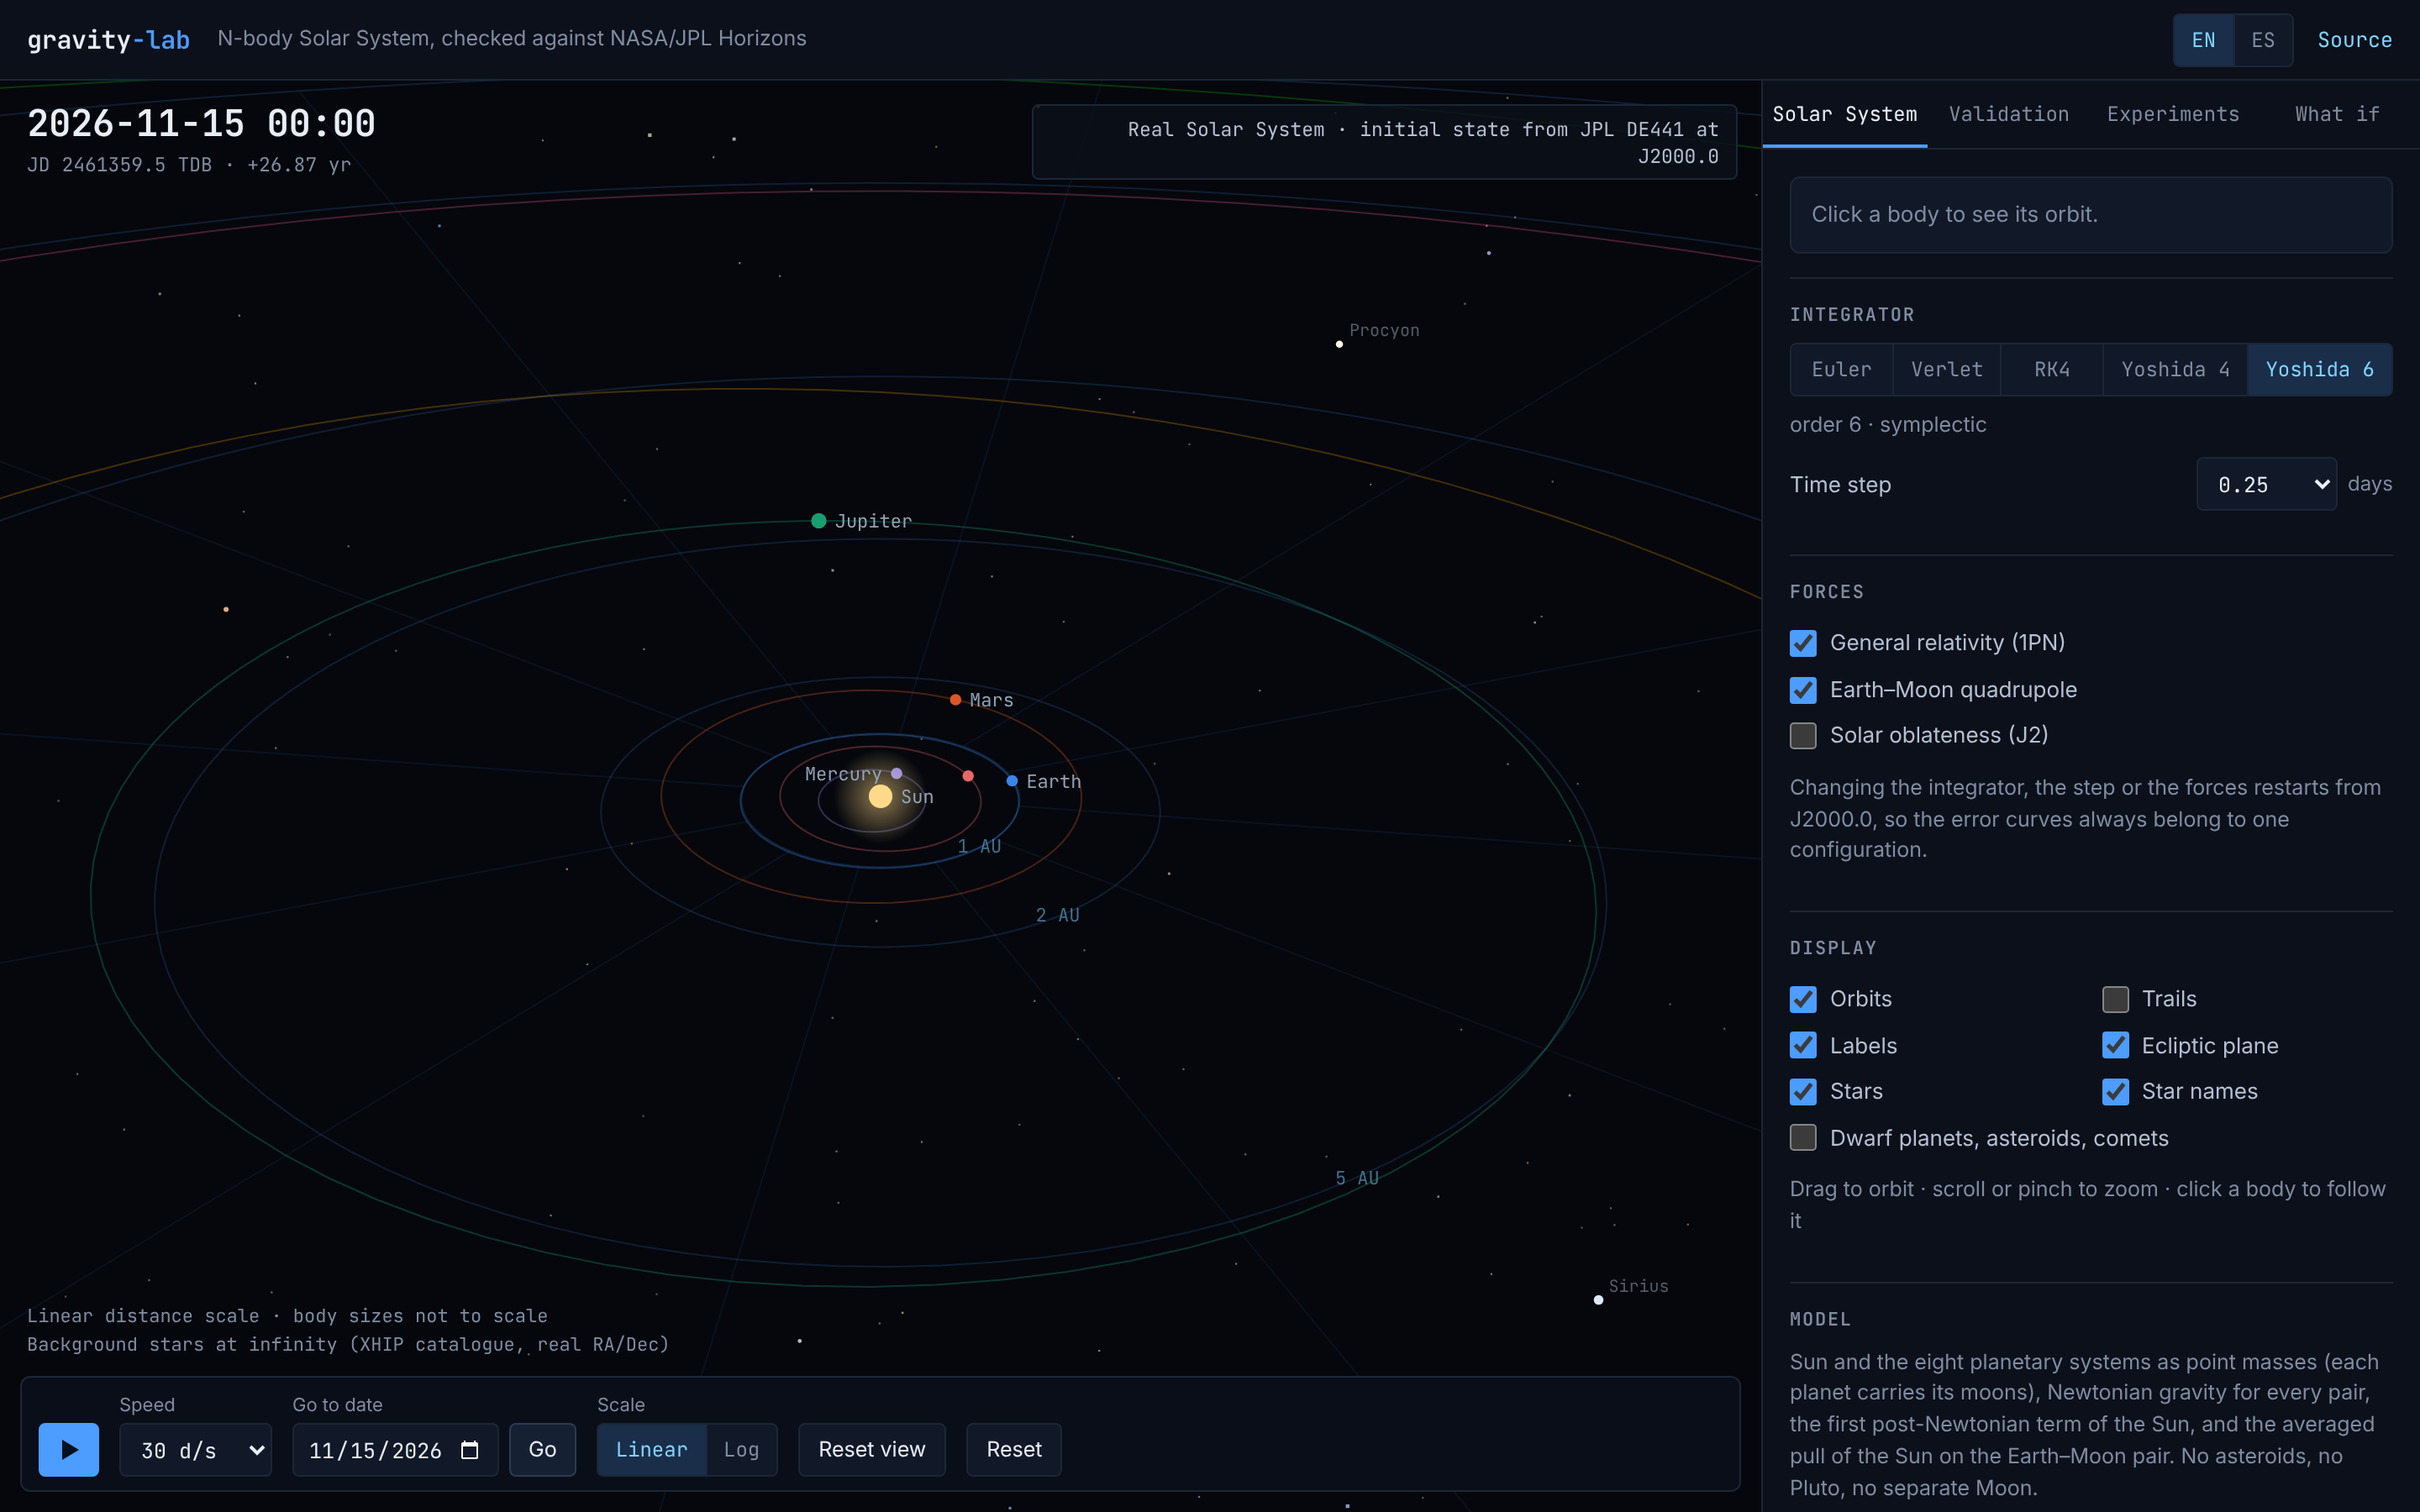 gravity-lab
N-body Solar System, checked against NASA/JPL Horizons
EN
ES
Source
2026-11-15 00:00
JD 2461359.5 TDB · +26.87 yr
Real Solar System · initial state from JPL DE441 at
J2000.0
Procyon
Jupiter
Mars
Mercury
Sun
Earth
1 AU
2 AU
5 AU
Sirius
Linear distance scale · body sizes not to scale
Background stars at infinity (XHIP catalogue, real RA/Dec)
Speed
30 d/s
Go to date
11/15/2026
Go
Scale
Linear
Log
Reset view
Reset
Solar System
Validation
Experiments
What if
Click a body to see its orbit.
INTEGRATOR
Euler
Verlet
RK4
Yoshida 4
Yoshida 6
order 6 · symplectic
Time step
0.25
days
FORCES
General relativity (1PN)
Earth–Moon quadrupole
Solar oblateness (J2)
Changing the integrator, the step or the forces restarts from
J2000.0, so the error curves always belong to one
configuration.
DISPLAY
Orbits
Trails
Labels
Ecliptic plane
Stars
Star names
Dwarf planets, asteroids, comets
Drag to orbit · scroll or pinch to zoom · click a body to follow
it
MODEL
Sun and the eight planetary systems as point masses (each
planet carries its moons), Newtonian gravity for every pair,
the first post-Newtonian term of the Sun, and the averaged
pull of the Sun on the Earth–Moon pair. No asteroids, no
Pluto, no separate Moon.